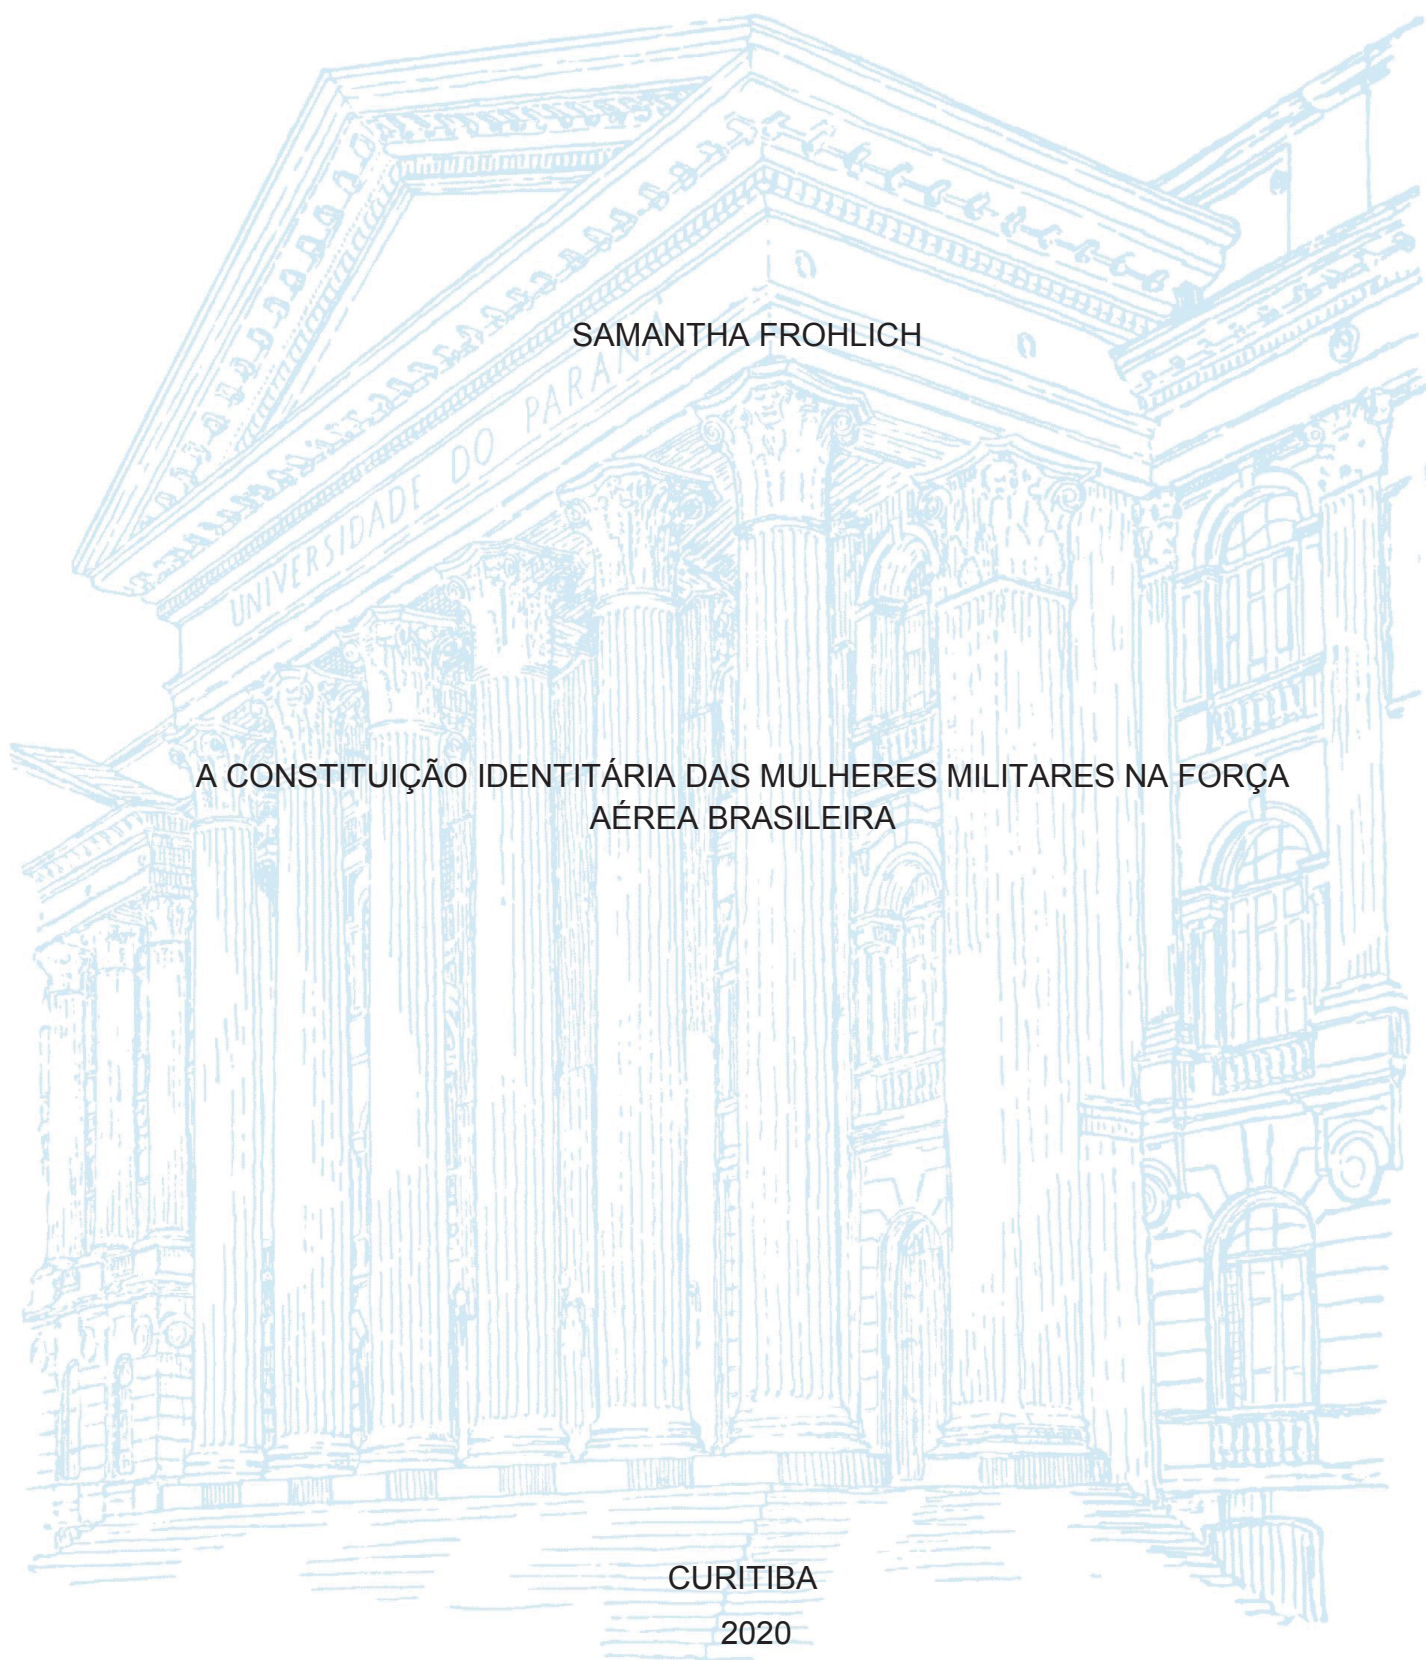 SAMANTHA FROHLICH
UNIVERSIDADE DO PARANÁ
A CONSTITUIÇÃO IDENTITÁRIA DAS MULHERES MILITARES NA FORÇA
AÉREA BRASILEIRA
CURITIBA
2020